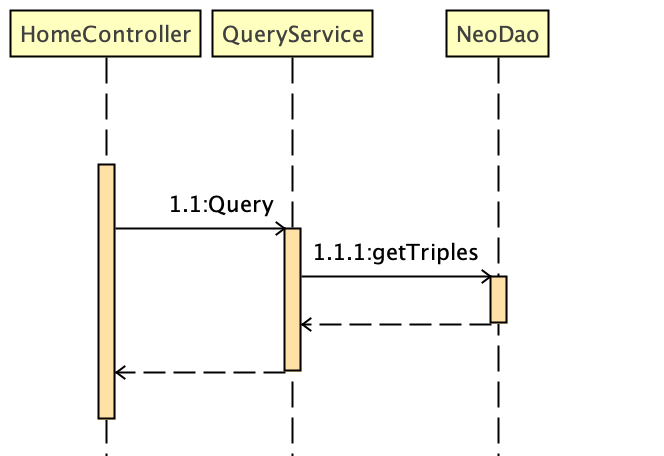 HomeController
QueryService
NeoDao
1.1:Query
1.1.1:getTriples